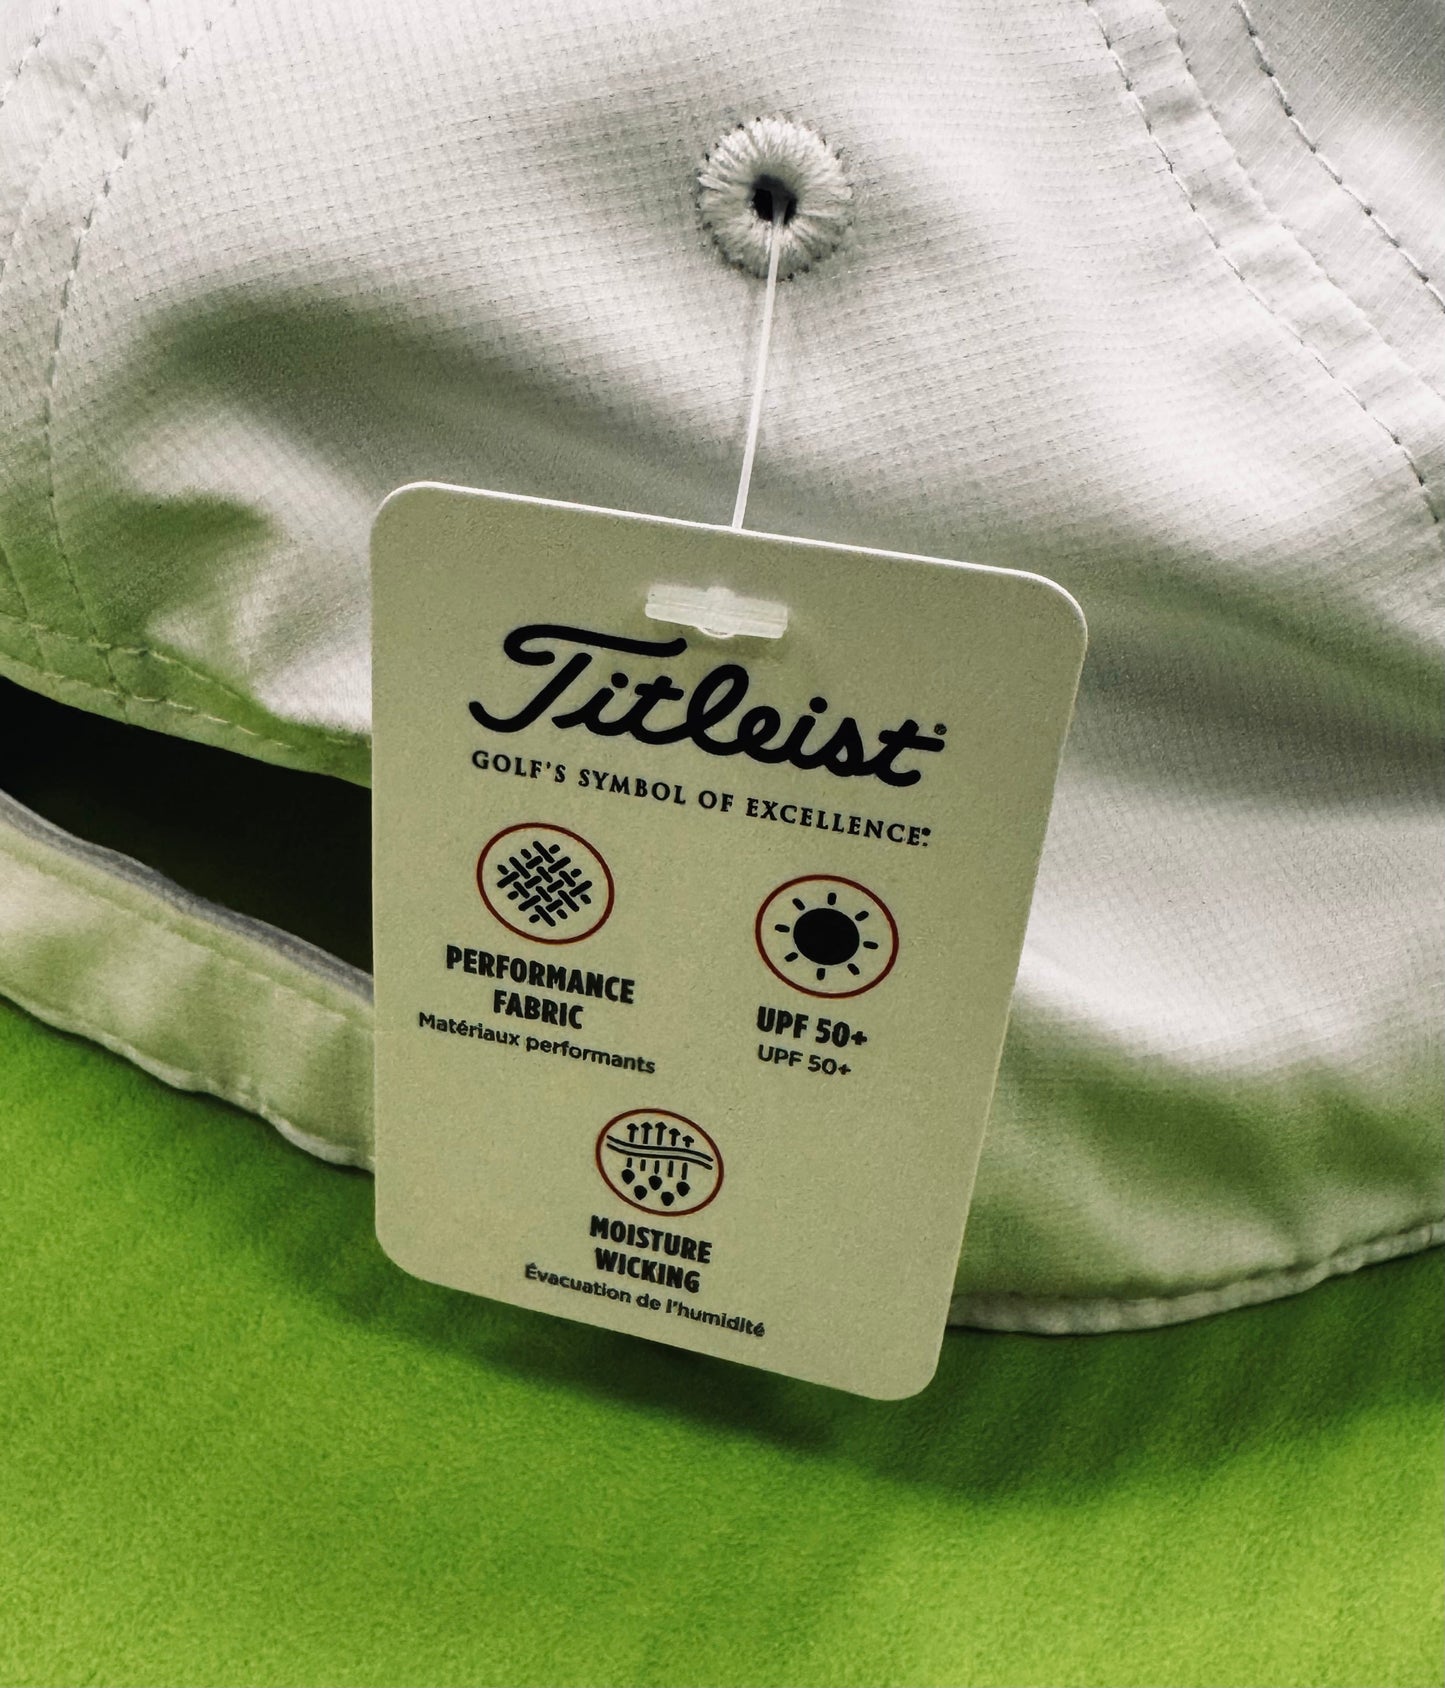 Titleist®
GOLF'S SYMBOL OF EXCELLENCE®.
PERFORMANCE
FABRIC
Matériaux performants
UPF 50+
UPF 50+
MOISTURE
WICKING
Évacuation de l'humidité